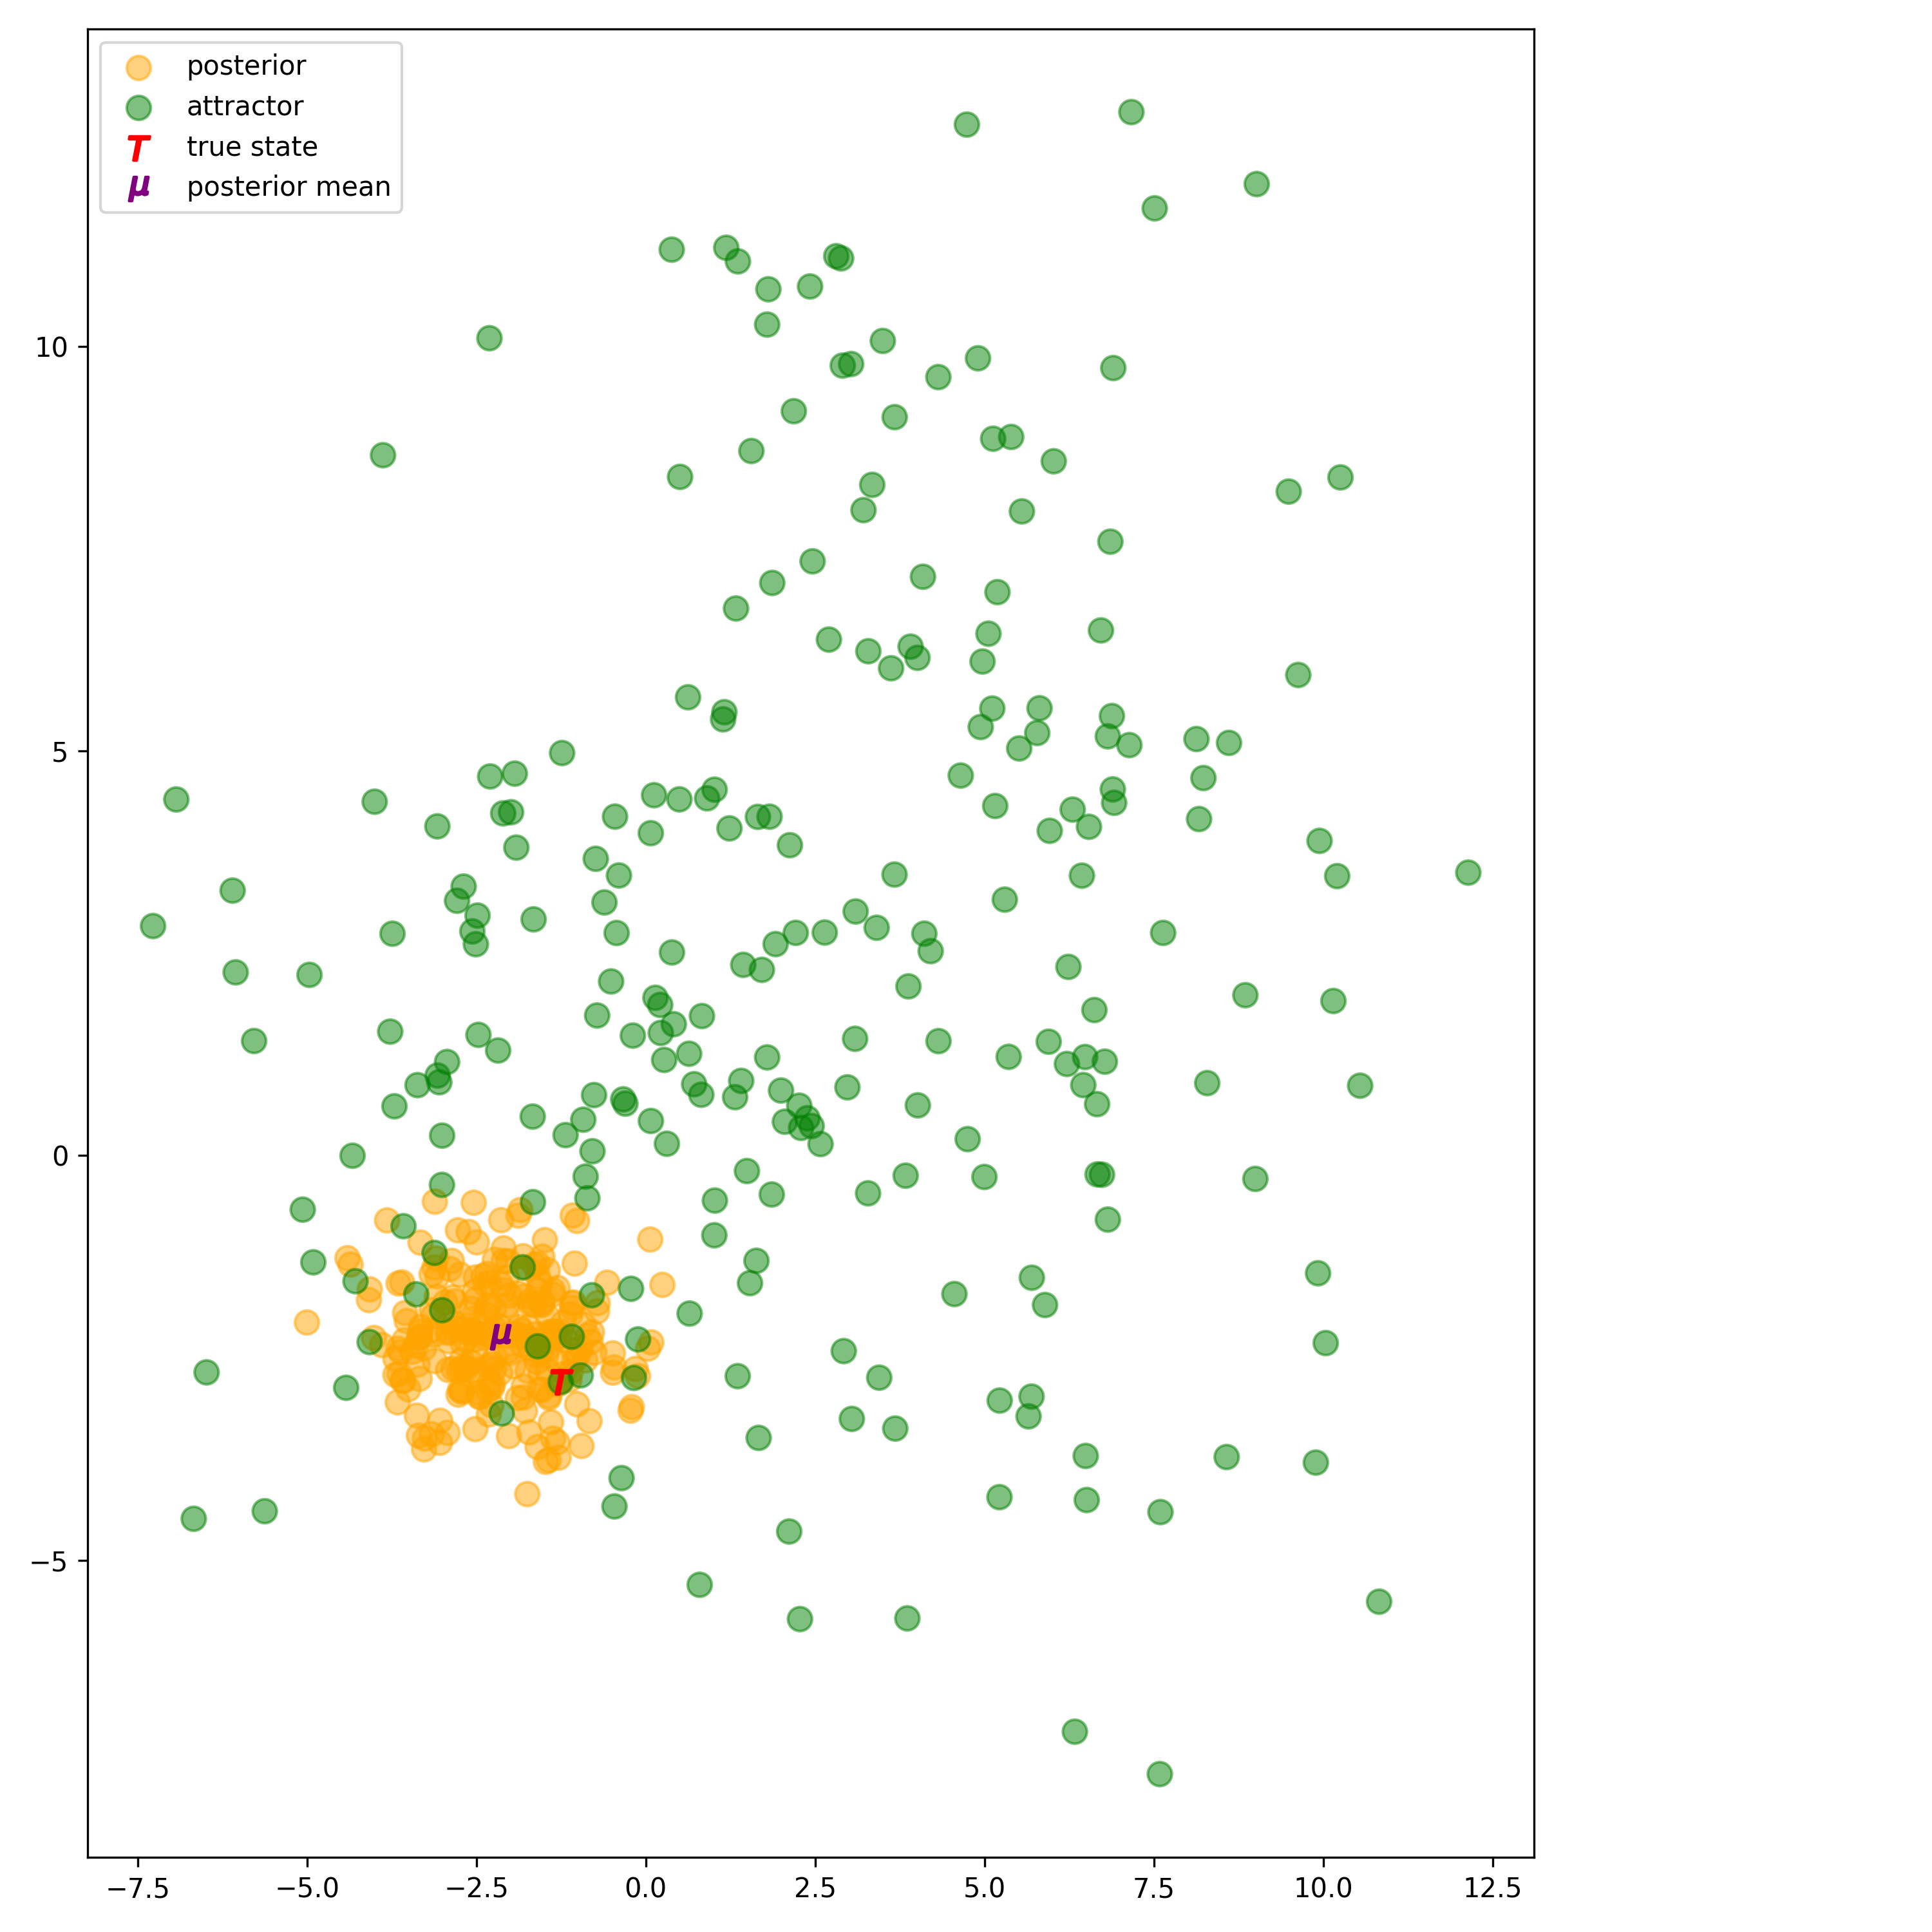 posterior
attractor
T true state
μ posterior mean
10
5
0
−5
μ
T
−7.5 −5.0 −2.5 0.0 2.5 5.0 7.5 10.0 12.5